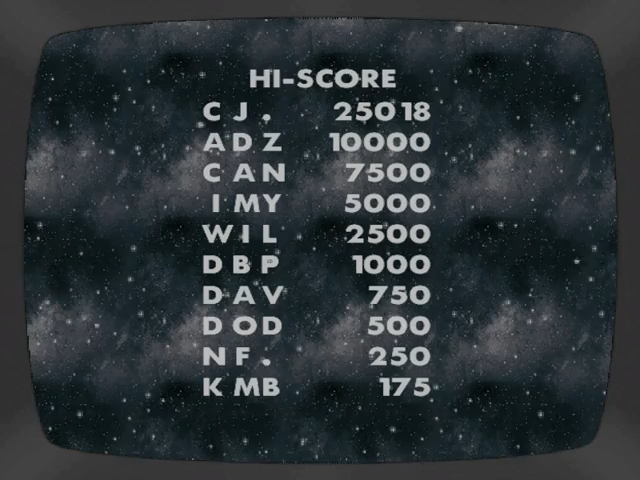 HI-SCORE
CJ. 25018
ADZ 10000
CAN 7500
IMY 5000
WIL 2500
DBP 1000
DAV 750
DOD 500
NF. 250
KMB 175